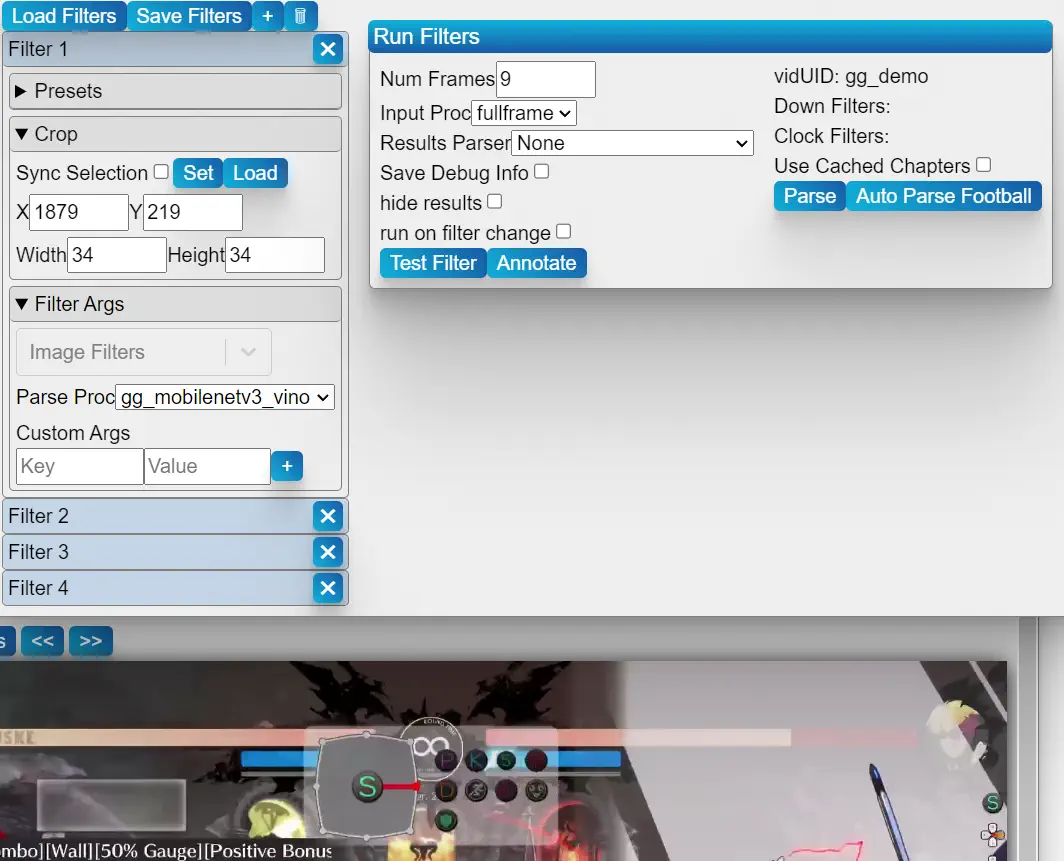 Load Filters Save Filters +
Filter 1
Run Filters
Presets
Num Frames 9
vidUID: gg_demo
Input Proc fullframe
Down Filters:
Crop
Results Parser None
Clock Filters:
Sync Selection Set Load
Save Debug Info
Use Cached Chapters
X 1879 Y 219
hide results
Parse Auto Parse Football
run on filter change
Width 34 Height 34
Test Filter Annotate
Filter Args
Image Filters
Parse Proc gg_mobilenetv3_vino
Custom Args
Key Value +
Filter 2
Filter 3
Filter 4
s << >>
SKE
P K S
S
D
S
ombo][Wall][50% Gauge][Positive Bonus